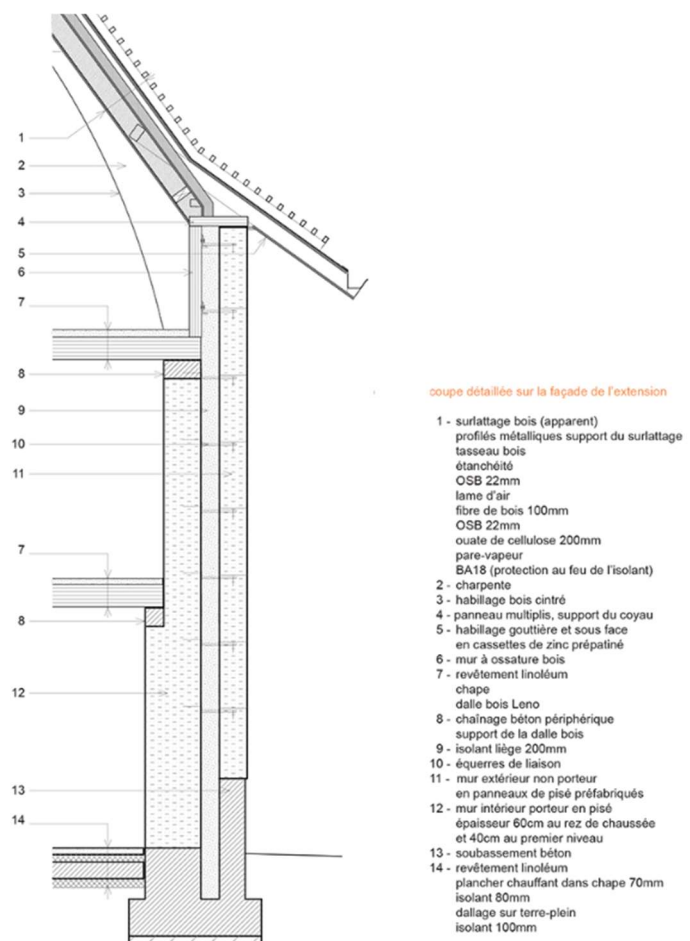 1
2
3
4
5
6
7
8
9
10
11
7
8
12
13
14
coupe détaillée sur la façade de l'extension
1 - surlattage bois (apparent)
profilés métalliques support du surlattage
tasseau bois
étanchéité
OSB 22mm
lame d'air
fibre de bois 100mm
OSB 22mm
ouate de cellulose 200mm
pare-vapeur
BA18 (protection au feu de l'isolant)
2 - charpente
3 - habillage bois cintré
4 - panneau multiplis, support du coyau
5 - habillage gouttière et sous face
en cassettes de zinc prépatiné
6 - mur à ossature bois
7 - revêtement linoléum
chape
dalle bois Leno
8 - chaînage béton périphérique
support de la dalle bois
9 - isolant liège 200mm
10 - équerres de liaison
11 - mur extérieur non porteur
en panneaux de pisé préfabriqués
12 - mur intérieur porteur en pisé
épaisseur 60cm au rez de chaussée
et 40cm au premier niveau
13 - soubassement béton
14 - revêtement linoléum
plancher chauffant dans chape 70mm
isolant 80mm
dallage sur terre-plein
isolant 100mm